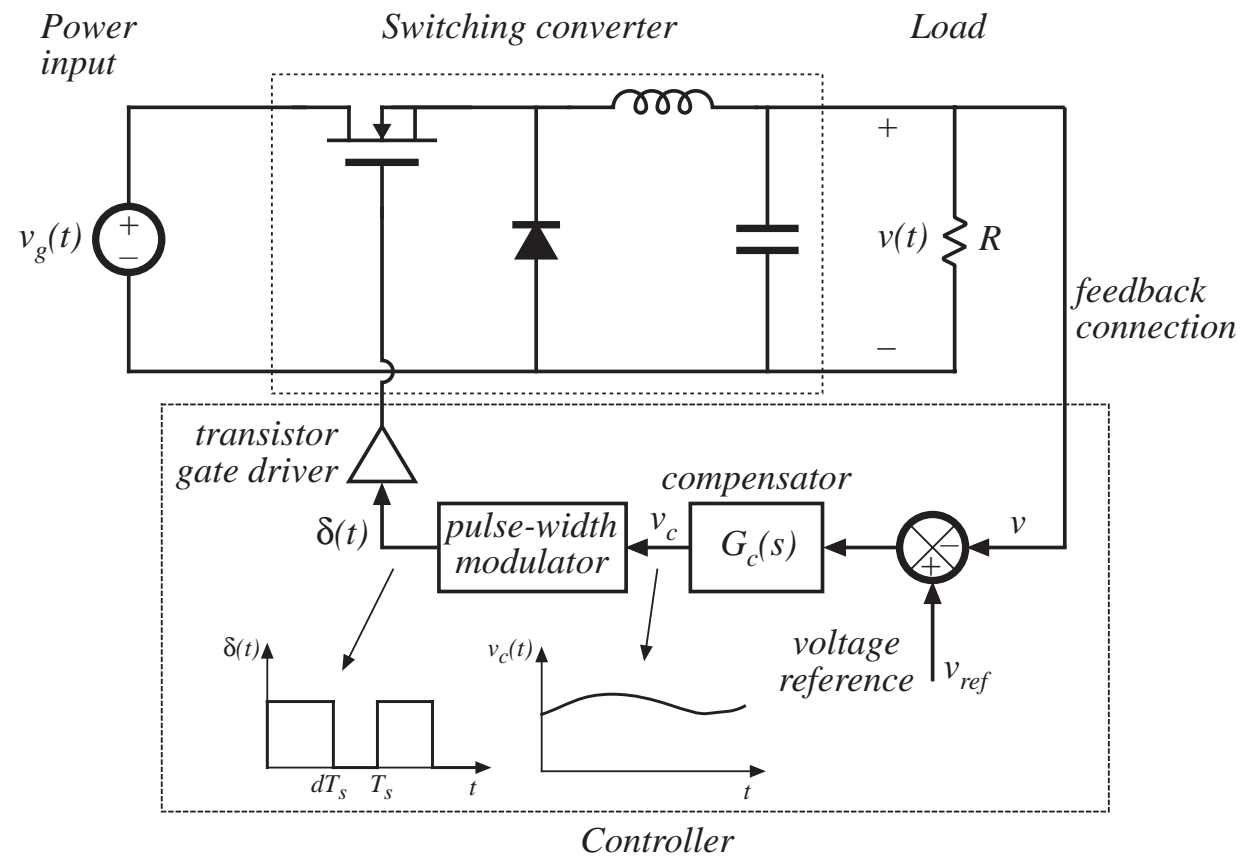 Power
input
Switching converter
Load
+
v_g(t)
+
–
v(t)
R
feedback
connection
–
transistor
gate driver
compensator
δ(t)
pulse-width
modulator
v_c
G_c(s)
–
+
v
voltage
reference
v_ref
δ(t)
dT_s
T_s
t
v_c(t)
t
Controller